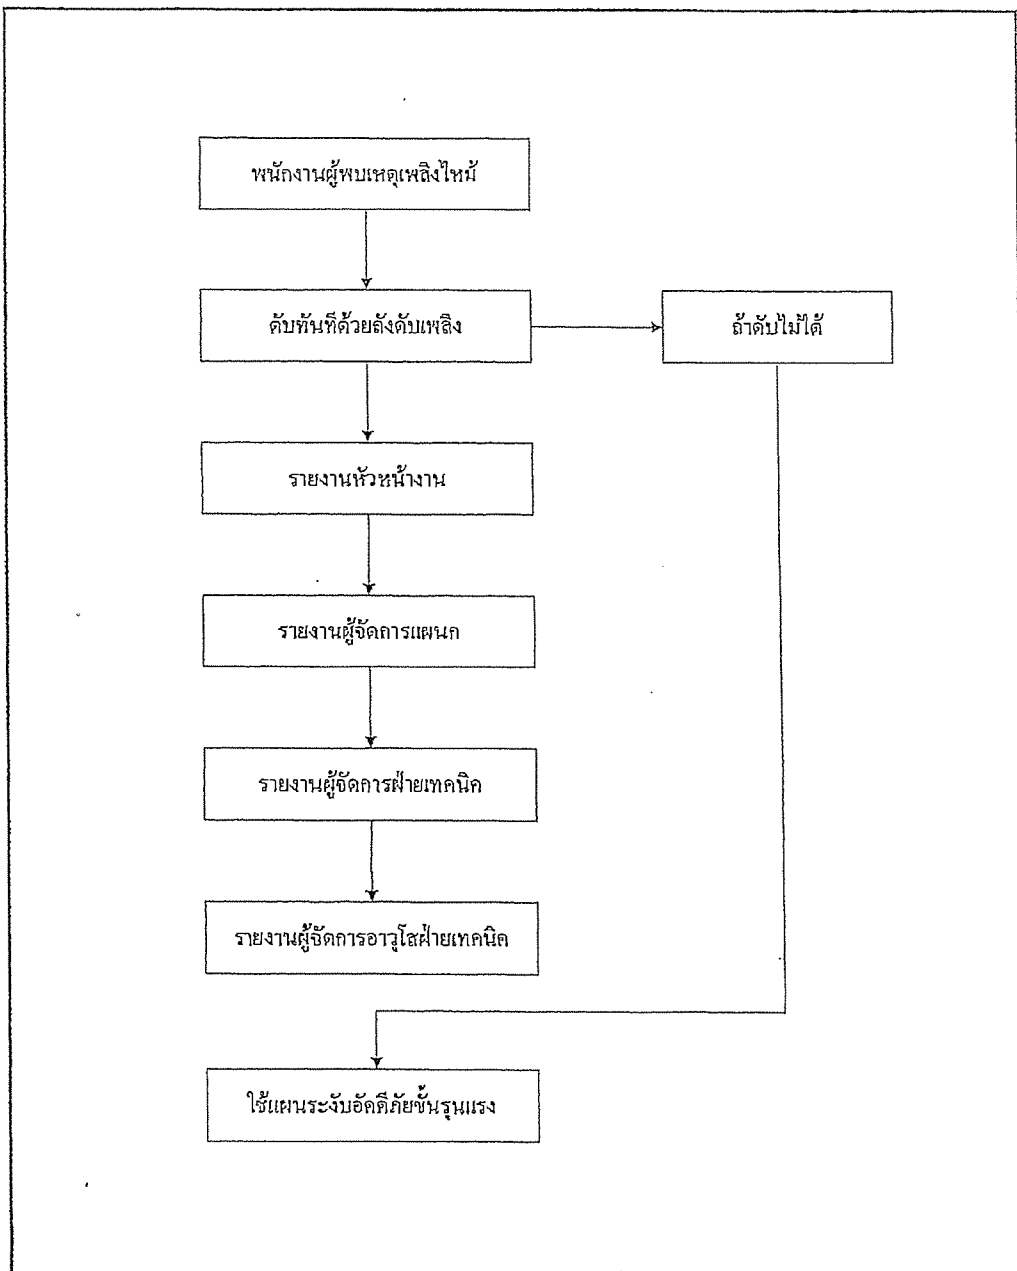 พนักงานผู้พบเหตุเพลิงไหม้
ดับทันทีด้วยถังดับเพลิง
ถ้าดับไม่ได้
รายงานหัวหน้างาน
รายงานผู้จัดการแผนก
รายงานผู้จัดการฝ่ายเทคนิค
รายงานผู้จัดการอาวุโสฝ่ายเทคนิค
ใช้แผนระงับอัคคีภัยขั้นรุนแรง